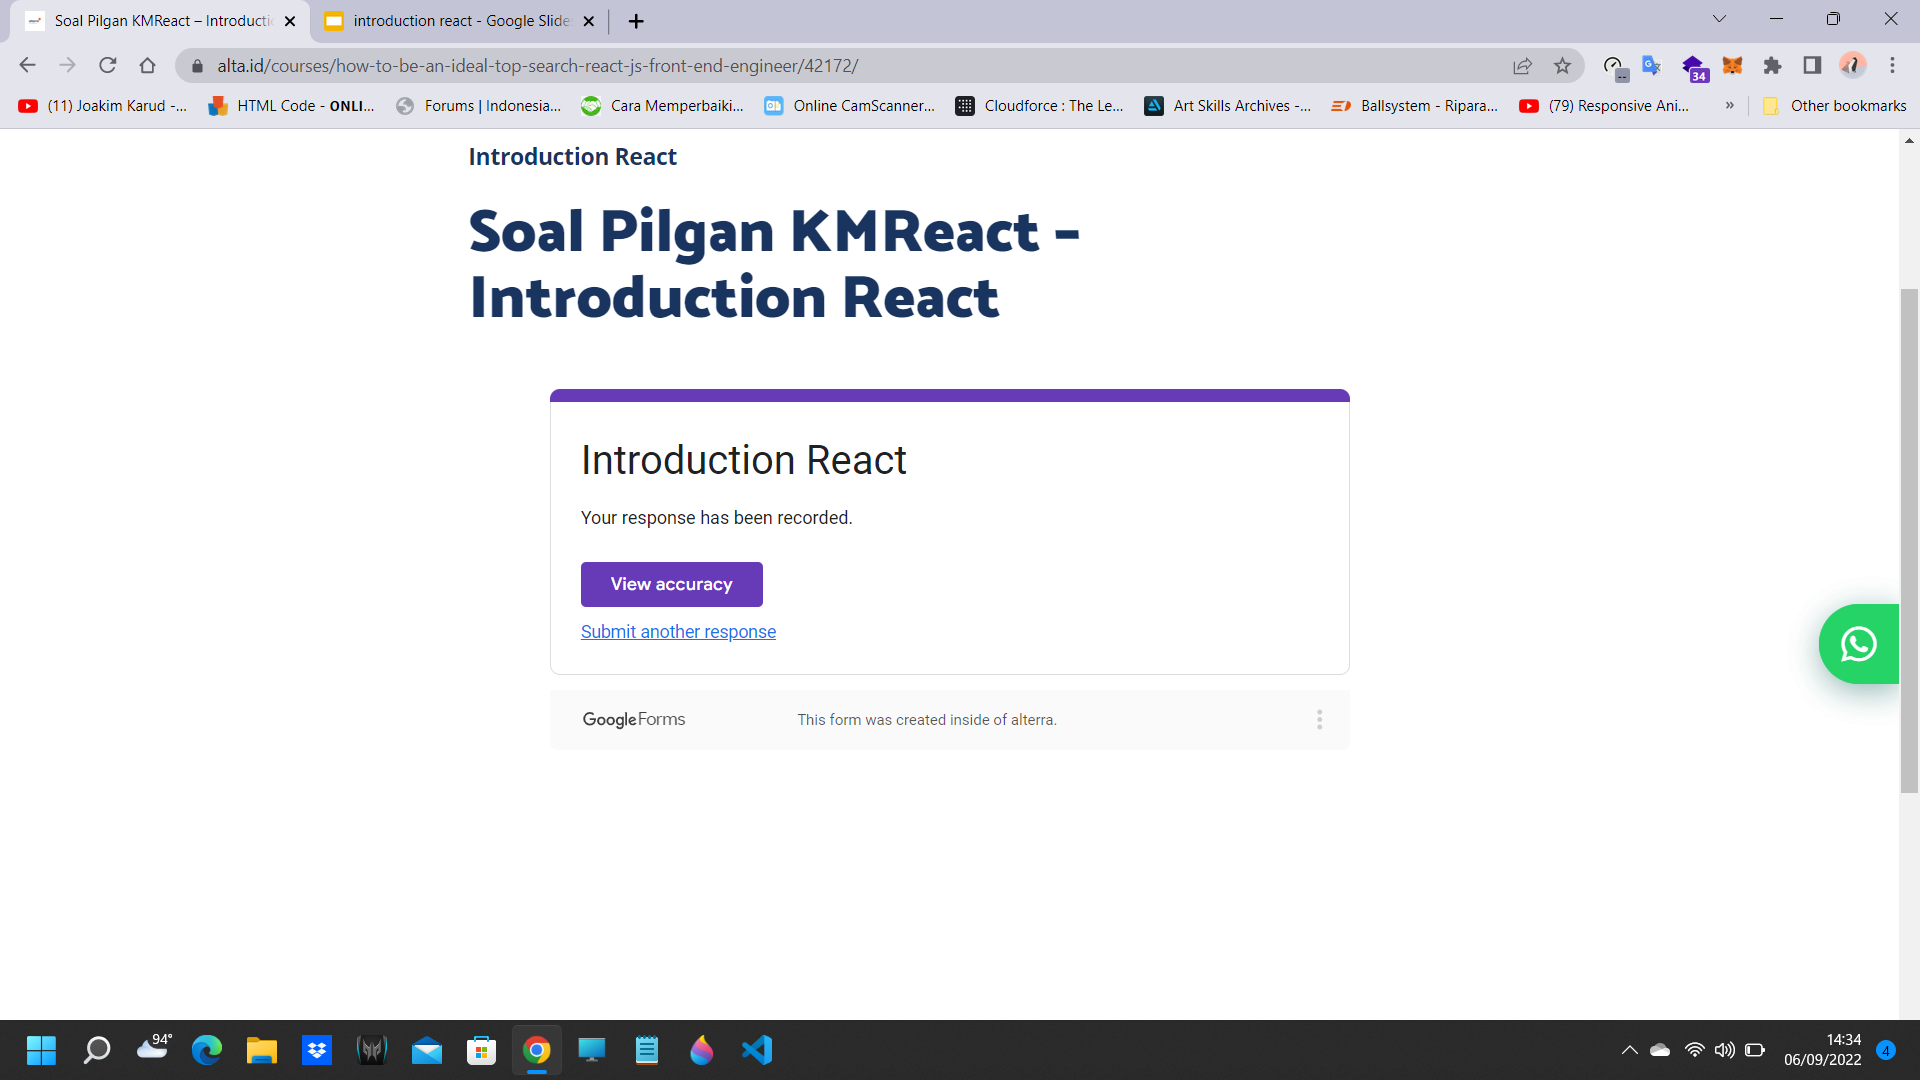 Soal Pilgan KMReact – Introductio
introduction react - Google Slide
alta.id/courses/how-to-be-an-ideal-top-search-react-js-front-end-engineer/42172/
34
(11) Joakim Karud -...
HTML Code - ONLI...
Forums | Indonesia...
Cara Memperbaiki...
Online CamScanner...
Cloudforce : The Le...
Art Skills Archives -...
Ballsystem - Ripara...
(79) Responsive Ani...
»
Other bookmarks
Introduction React
Soal Pilgan KMReact –
Introduction React
Introduction React
Your response has been recorded.
View accuracy
Submit another response
Google Forms
This form was created inside of alterra.
94°
14:34
06/09/2022
4